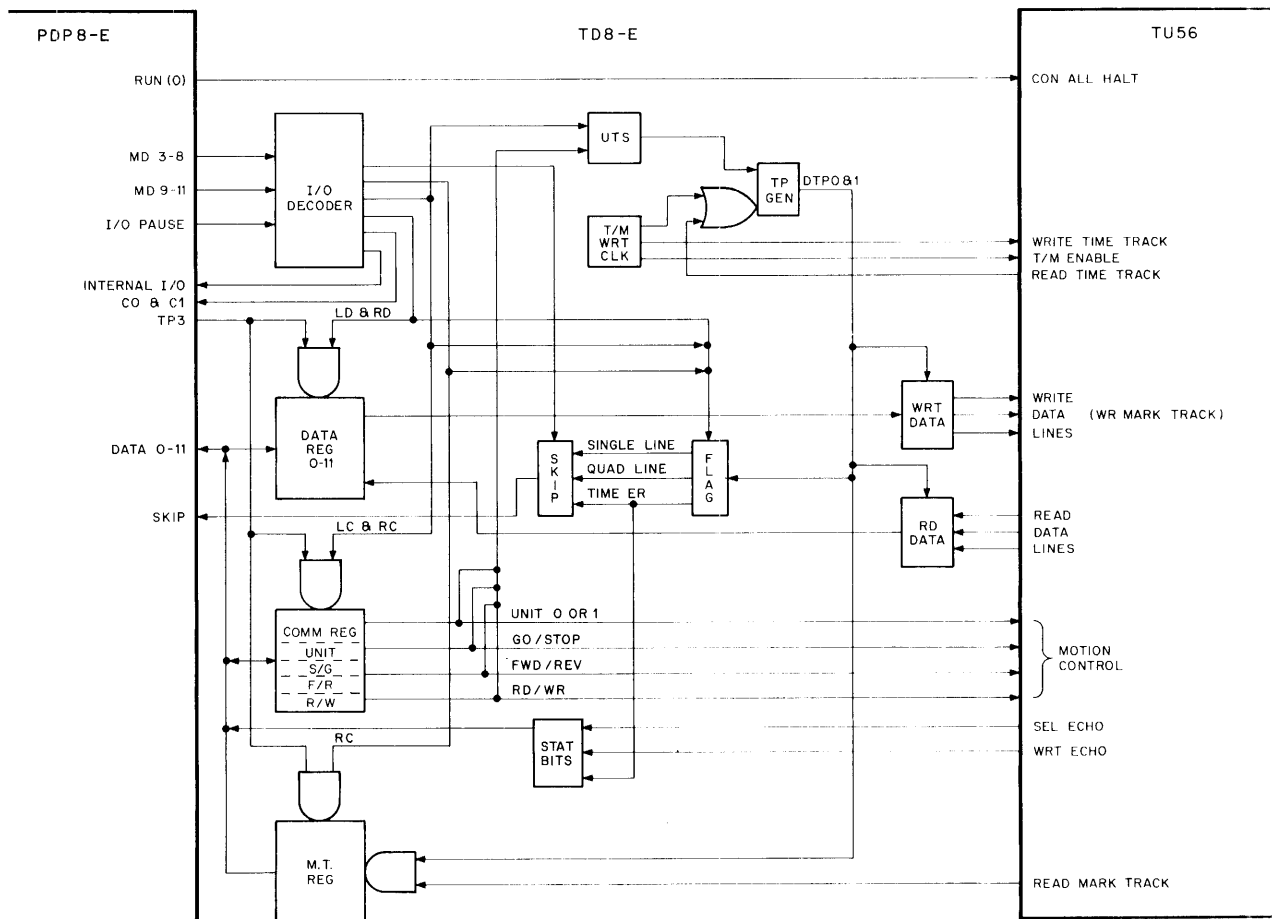 PDP8-E
TD8-E
TU56
RUN(0)
CON ALL HALT
MD 3-8
MD 9-11
I/O PAUSE
I/O
DECODER
UTS
TP
GEN
DTP0&1
T/M
WRT
CLK
WRITE TIME TRACK
T/M ENABLE
READ TIME TRACK
INTERNAL I/O
C0 & C1
TP3
LD & RD
DATA
REG
0-11
DATA 0-11
WRT
DATA
WRITE
DATA (WR MARK TRACK)
LINES
SKIP
SINGLE LINE
QUAD LINE
TIME ER
FLAG
SKIP
LC & RC
RD
DATA
READ
DATA
LINES
COMM REG
UNIT
S/G
F/R
R/W
UNIT 0 OR 1
GO/STOP
FWD/REV
RD/WR
MOTION
CONTROL
RC
STAT
BITS
SEL ECHO
WRT ECHO
M.T.
REG
READ MARK TRACK